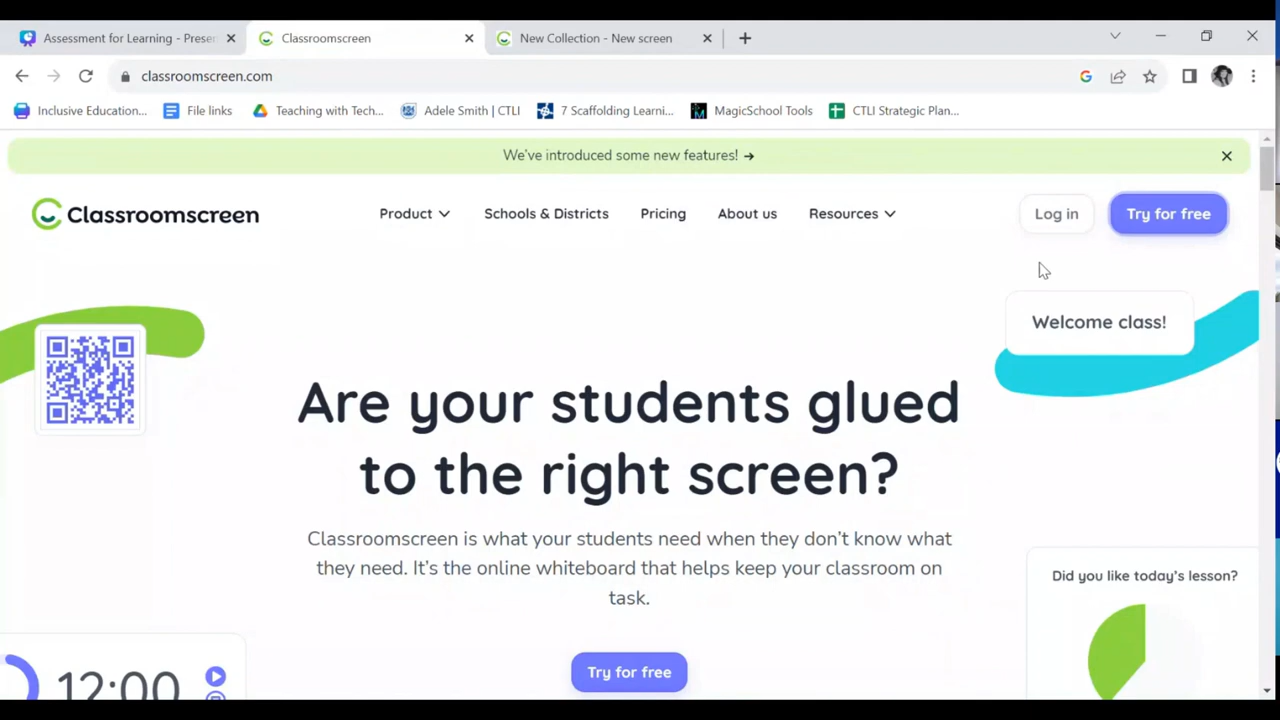 Assessment for Learning - Prese
Classroomscreen
New Collection - New screen
classroomscreen.com
Inclusive Education...
File links
Teaching with Tech...
Adele Smith | CTLI
7 Scaffolding Learni...
MagicSchool Tools
CTLI Strategic Plan...
We've introduced some new features! →
Classroomscreen
Product
Schools & Districts
Pricing
About us
Resources
Log in
Try for free
Welcome class!
Are your students glued
to the right screen?
Classroomscreen is what your students need when they don't know what
they need. It's the online whiteboard that helps keep your classroom on
task.
Did you like today's lesson?
Try for free
12:00